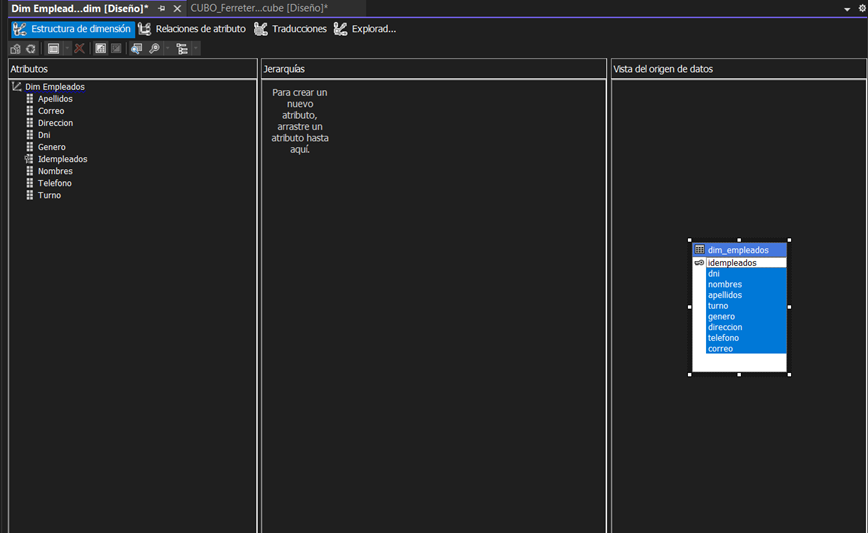 Dim Emplead...dim [Diseño]*
CUBO_Ferreter...cube [Diseño]*
Estructura de dimensión
Relaciones de atributo
Traducciones
Explorad...
Atributos
Dim Empleados
Apellidos
Correo
Direccion
Dni
Genero
Idempleados
Nombres
Telefono
Turno
Jerarquías
Para crear un
nuevo
atributo,
arrastre un
atributo hasta
aquí.
Vista del origen de datos
dim_empleados
idempleados
dni
nombres
apellidos
turno
genero
direccion
telefono
correo